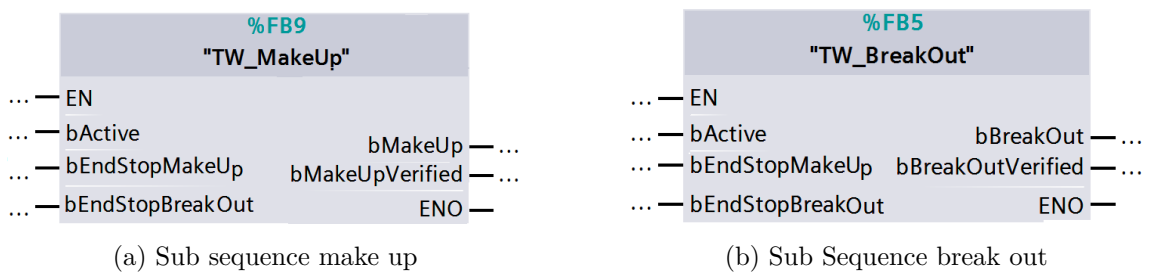 %FB9
"TW_MakeUp"
... EN
... bActive
bMakeUp ...
... bEndStopMakeUp
bMakeUpVerified ...
... bEndStopBreakOut
ENO
(a) Sub sequence make up
%FB5
"TW_BreakOut"
... EN
... bActive
bBreakOut ...
... bEndStopMakeUp
bBreakOutVerified ...
... bEndStopBreakOut
ENO
(b) Sub Sequence break out